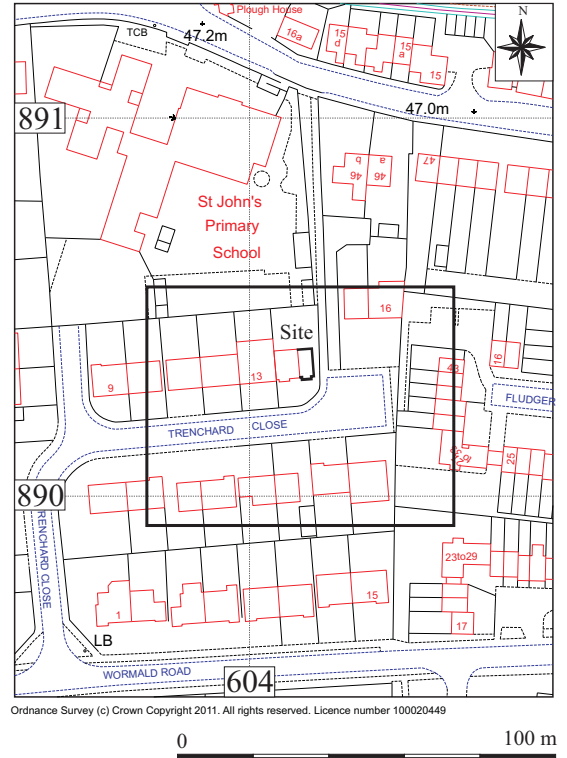 Plough House
N
TCB
47.2m
16a
15
d
15
a
15
47.0m
891
b
a
46
46
47
St John's
Primary
School
16
Site
9
13
43
16
TRENCHARD CLOSE
FLUDGER
25
890
TRENCHARD CLOSE
23to29
1
15
17
LB
WORMALD ROAD
604
Ordnance Survey (c) Crown Copyright 2011. All rights reserved. Licence number 100020449
0
100 m